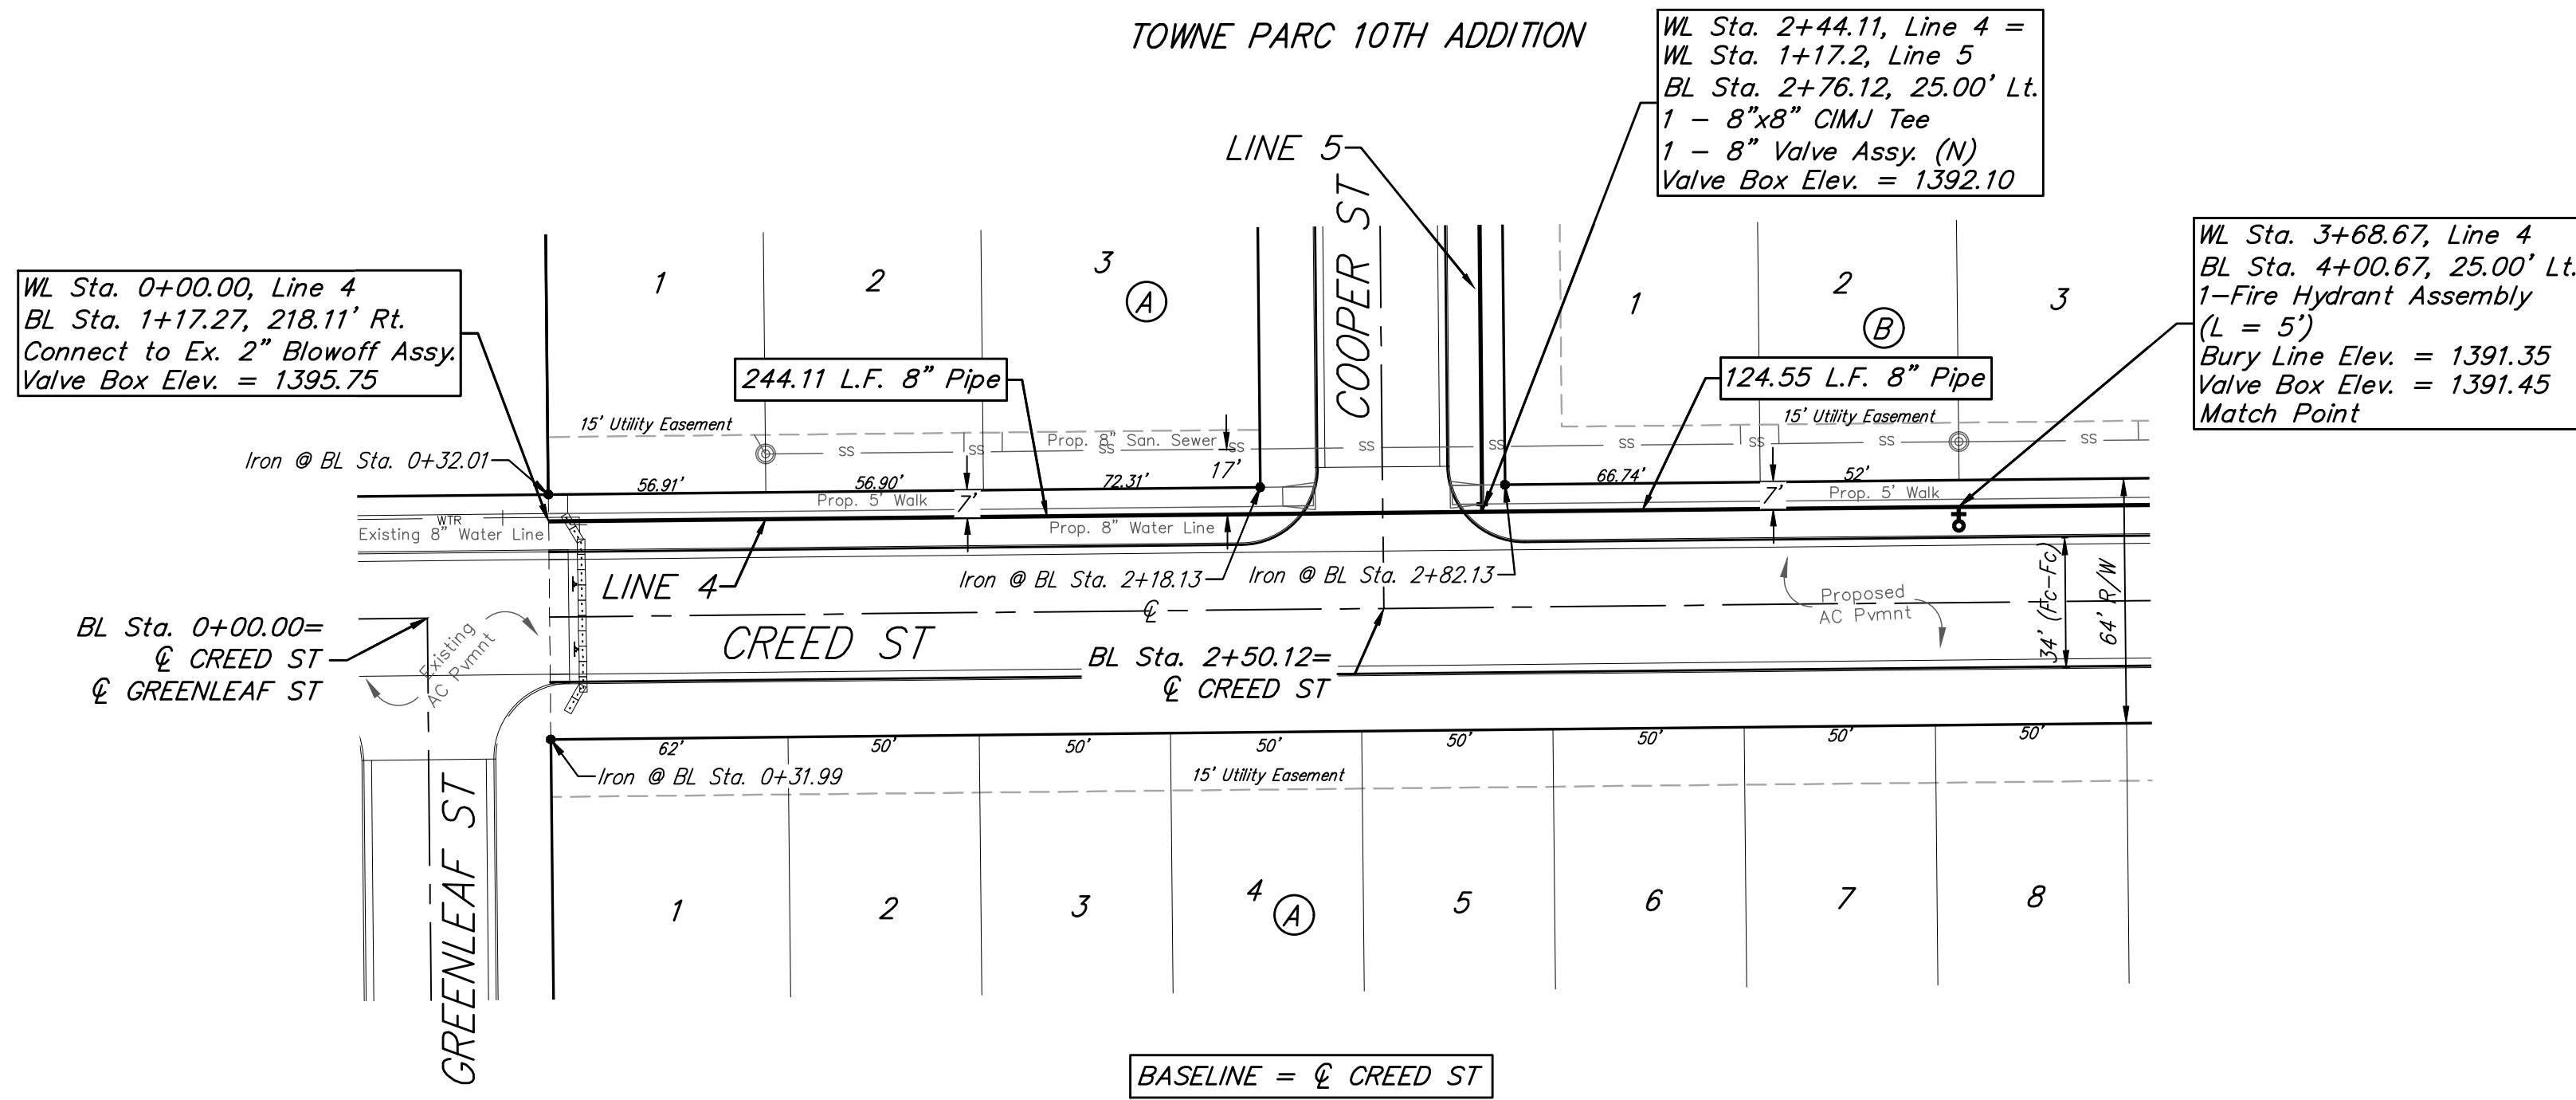 TOWNE PARC 10TH ADDITION
WL Sta. 2+44.11, Line 4 =
WL Sta. 1+17.2, Line 5
BL Sta. 2+76.12, 25.00' Lt.
1 - 8"x8" CIMJ Tee
1 - 8" Valve Assy. (N)
Valve Box Elev. = 1392.10
LINE 5
COOPER ST
WL Sta. 3+68.67, Line 4
BL Sta. 4+00.67, 25.00' Lt.
1-Fire Hydrant Assembly
(L = 5')
Bury Line Elev. = 1391.35
Valve Box Elev. = 1391.45
Match Point
WL Sta. 0+00.00, Line 4
BL Sta. 1+17.27, 218.11' Rt.
Connect to Ex. 2" Blowoff Assy.
Valve Box Elev. = 1395.75
1
2
3
A
1
2
B
3
244.11 L.F. 8" Pipe
124.55 L.F. 8" Pipe
15' Utility Easement
15' Utility Easement
Prop. 8" San. Sewer
SS
SS
SS
SS
SS
SS
SS
SS
SS
SS
17'
Iron @ BL Sta. 0+32.01
56.91'
56.90'
72.31'
66.74'
52'
Prop. 5' Walk
7'
7'
Prop. 5' Walk
WTR
Existing 8" Water Line
Prop. 8" Water Line
LINE 4
Iron @ BL Sta. 2+18.13
Iron @ BL Sta. 2+82.13
Proposed
AC Pvmnt
34' (Fc-Fc)
64' R/W
℄
BL Sta. 0+00.00=
℄ CREED ST
℄ GREENLEAF ST
Existing
AC Pvmnt
CREED ST
BL Sta. 2+50.12=
℄ CREED ST
62'
50'
50'
50'
50'
50'
50'
50'
Iron @ BL Sta. 0+31.99
15' Utility Easement
GREENLEAF ST
1
2
3
4
A
5
6
7
8
BASELINE = ℄ CREED ST